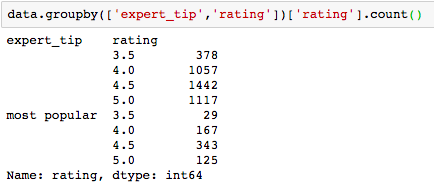 data.groupby(['expert_tip','rating'])['rating'].count()
expert_tip    rating
              3.5        378
              4.0       1057
              4.5       1442
              5.0       1117
most popular  3.5         29
              4.0        167
              4.5        343
              5.0        125
Name: rating, dtype: int64